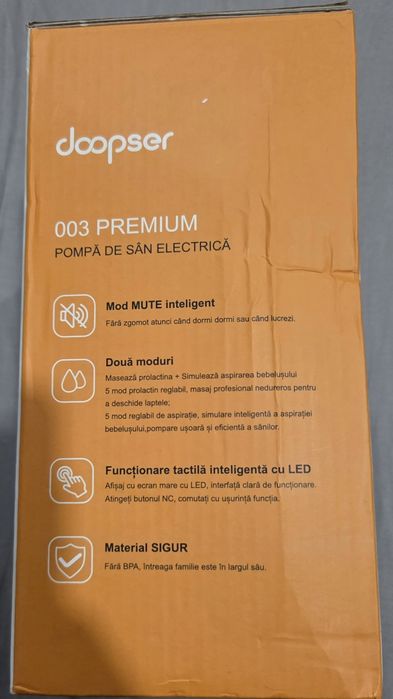 doopser
003 PREMIUM
POMPĂ DE SÂN ELECTRICĂ
Mod MUTE inteligent
Fără zgomot atunci când dormi dormi sau când lucrezi.
Două moduri
Masează prolactina + Simulează aspirarea bebelușului
5 mod prolactin reglabil, masaj profesional nedureros pentru
a deschide laptele;
5 mod reglabil de aspirație, simulare inteligentă a aspirației
bebelușului,pompare ușoară și eficientă a sânilor.
Funcționare tactilă inteligentă cu LED
Afișaj cu ecran mare cu LED, interfață clară de funcționare.
Atingeți butonul NC, comutați cu ușurință funcția.
Material SIGUR
Fără BPA, întreaga familie este în largul său.